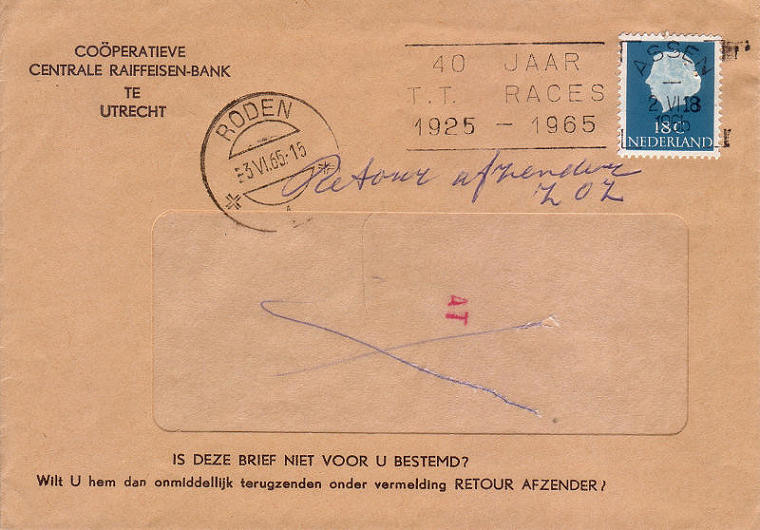 COÖPERATIEVE
CENTRALE RAIFFEISEN-BANK
TE
UTRECHT
40 JAAR
T.T. RACES
1925 - 1965
ASSEN
2 VI 18
1965
18c
NEDERLAND
RODEN
3 VI.65-15
Retour afzender
ZOZ
AT
IS DEZE BRIEF NIET VOOR U BESTEMD?
Wilt U hem dan onmiddellijk terugzenden onder vermelding RETOUR AFZENDER!